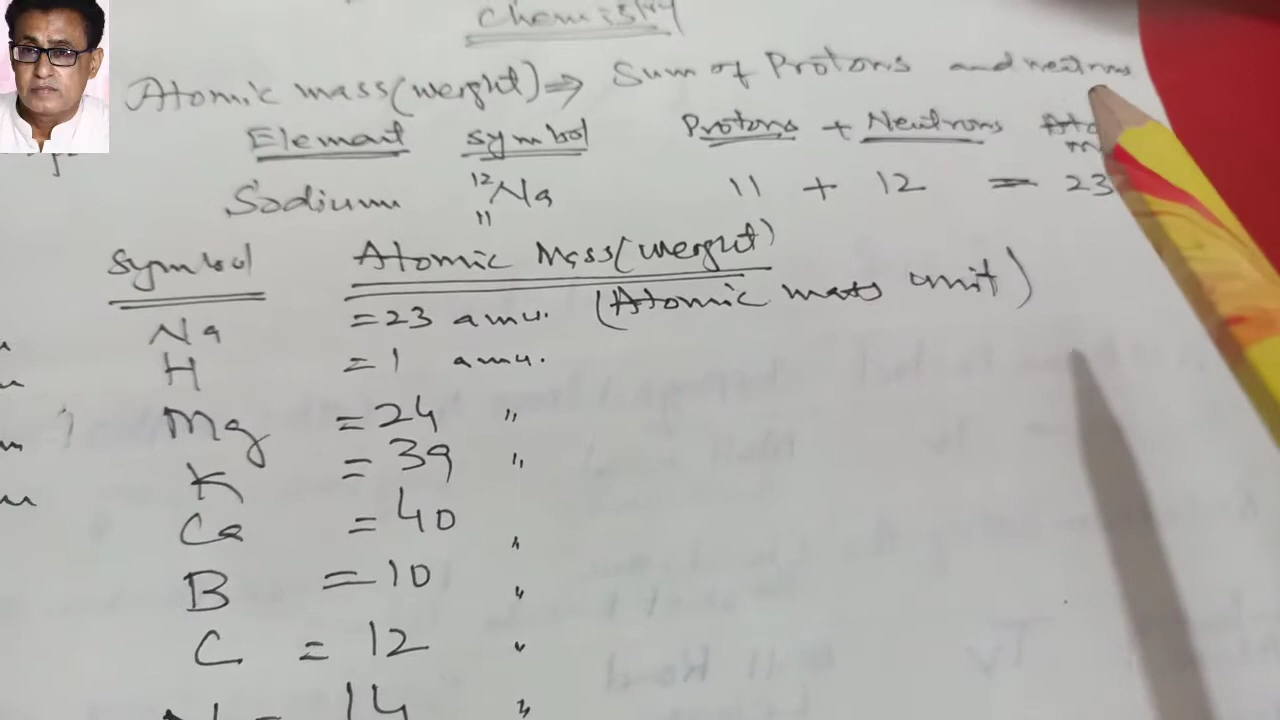 Chemistry
Atomic mass(weight)⇒ Sum of Protons and neutrons
Element symbol Protons + Neutrons
Sodium ¹²₁₁Na 11 + 12 = 23
Symbol Atomic Mass(weight)
Na = 23 amu. (Atomic mass unit)
H = 1 amu.
Mg = 24 "
K = 39 "
Ca = 40 "
B = 10 "
C = 12 "
N = 14 "